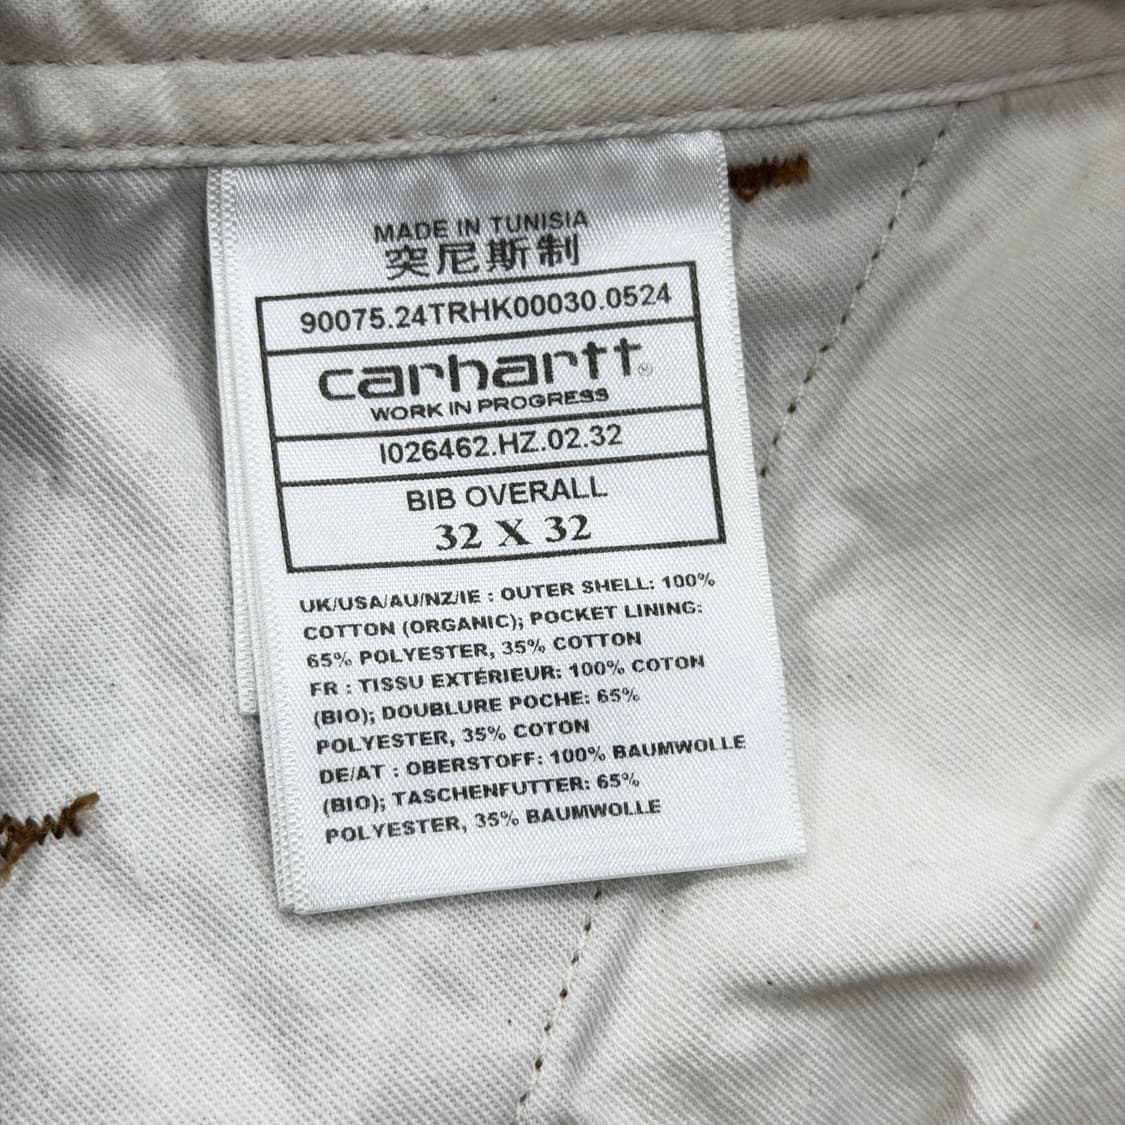 MADE IN TUNISIA
突尼斯制
90075.24TRHK00030.0524
carhartt®
WORK IN PROGRESS
I026462.HZ.02.32
BIB OVERALL
32 X 32
UK/USA/AU/NZ/IE : OUTER SHELL: 100%
COTTON (ORGANIC); POCKET LINING:
65% POLYESTER, 35% COTTON
FR : TISSU EXTÉRIEUR: 100% COTON
(BIO); DOUBLURE POCHE: 65%
POLYESTER, 35% COTON
DE/AT : OBERSTOFF: 100% BAUMWOLLE
(BIO); TASCHENFUTTER: 65%
POLYESTER, 35% BAUMWOLLE